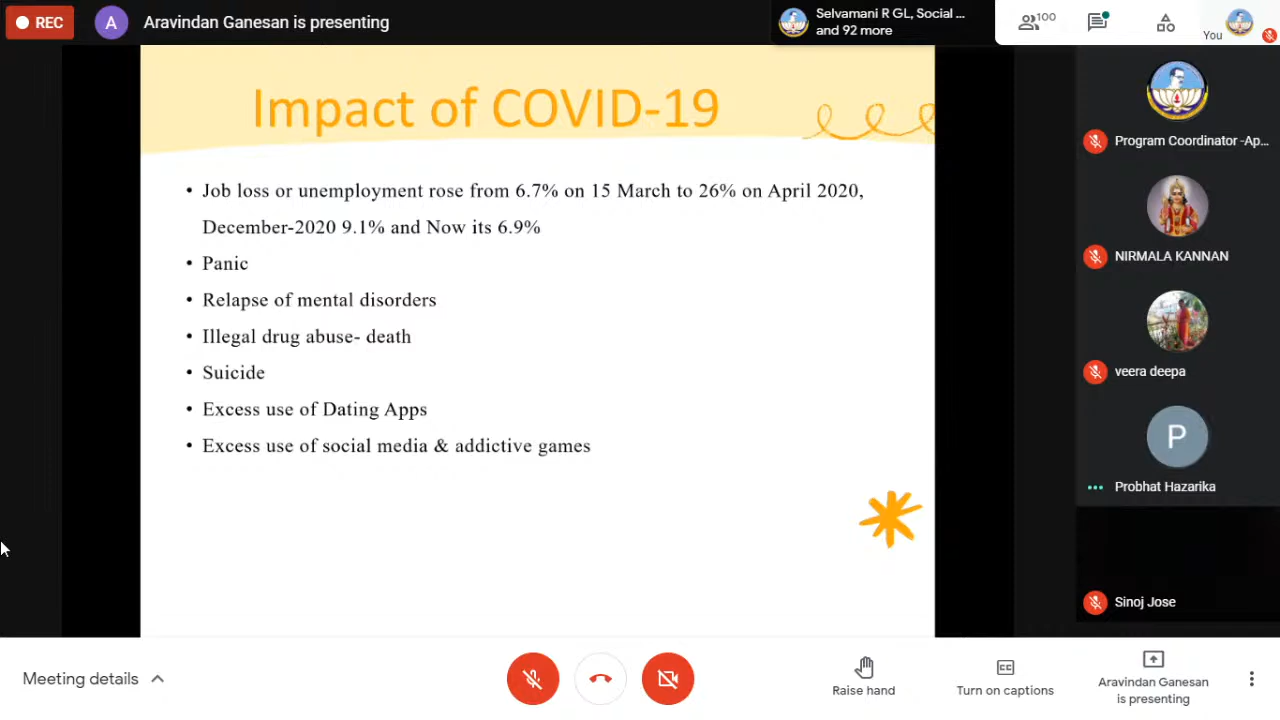 REC
A
Aravindan Ganesan is presenting
Selvamani R GL, Social ...
and 92 more
100
You
Impact of COVID-19
• Job loss or unemployment rose from 6.7% on 15 March to 26% on April 2020,
December-2020 9.1% and Now its 6.9%
• Panic
• Relapse of mental disorders
• Illegal drug abuse- death
• Suicide
• Excess use of Dating Apps
• Excess use of social media & addictive games
Program Coordinator -Ap...
NIRMALA KANNAN
veera deepa
P
Probhat Hazarika
Sinoj Jose
Meeting details
Raise hand
CC
Turn on captions
Aravindan Ganesan
is presenting